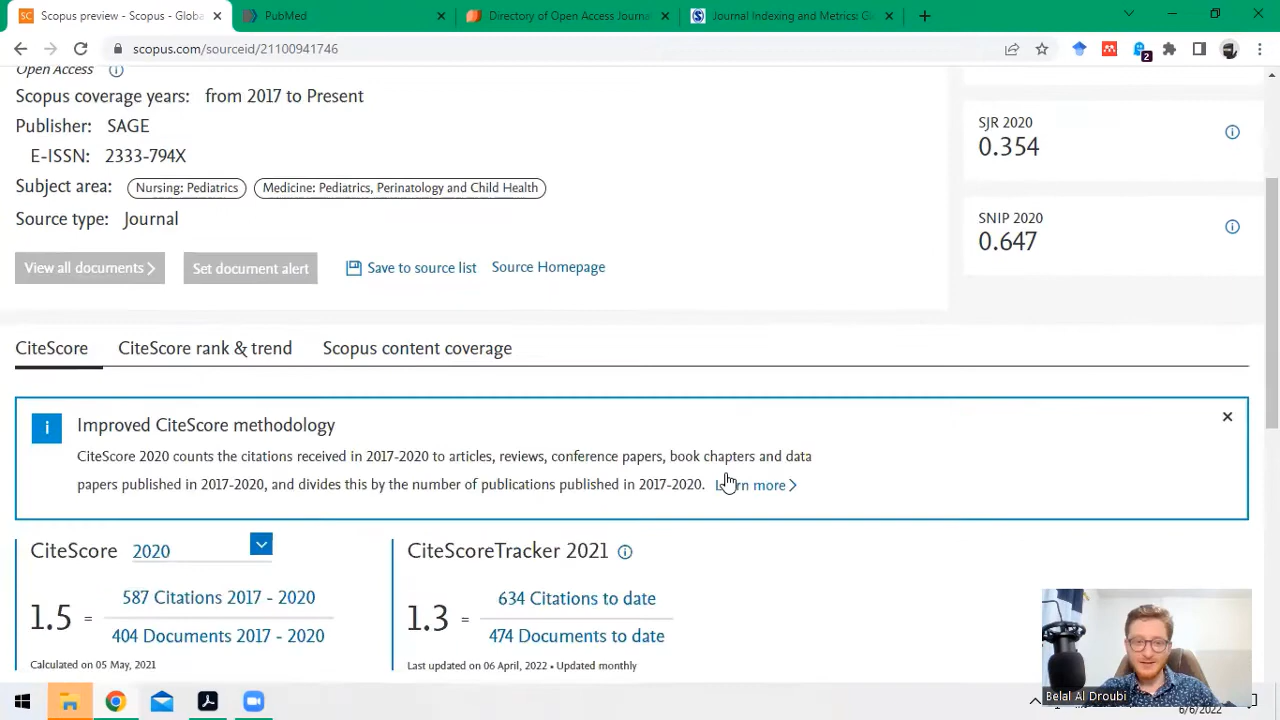 Scopus preview - Scopus - Globa
PubMed
Directory of Open Access Journa
Journal Indexing and Metrics: Gl
scopus.com/sourceid/21100941746
2
Open Access
Scopus coverage years: from 2017 to Present
Publisher: SAGE
E-ISSN: 2333-794X
Subject area: Nursing: Pediatrics Medicine: Pediatrics, Perinatology and Child Health
Source type: Journal
View all documents >
Set document alert
Save to source list
Source Homepage
SJR 2020
0.354
SNIP 2020
0.647
CiteScore
CiteScore rank & trend
Scopus content coverage
Improved CiteScore methodology
CiteScore 2020 counts the citations received in 2017-2020 to articles, reviews, conference papers, book chapters and data
papers published in 2017-2020, and divides this by the number of publications published in 2017-2020. Learn more >
CiteScore 2020
1.5 =
587 Citations 2017 - 2020
404 Documents 2017 - 2020
Calculated on 05 May, 2021
CiteScoreTracker 2021
1.3 =
634 Citations to date
474 Documents to date
Last updated on 06 April, 2022 • Updated monthly
Belal Al Droubi
6/6/2022